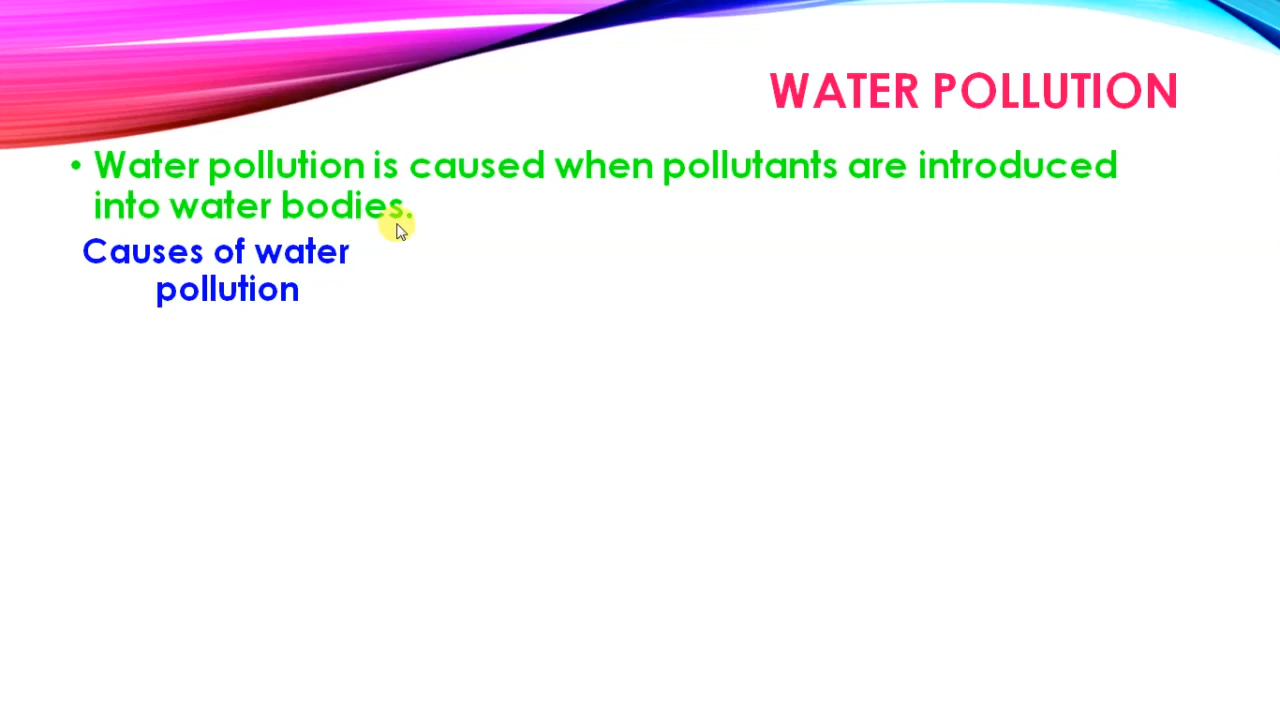 WATER POLLUTION
• Water pollution is caused when pollutants are introduced
into water bodies.
Causes of water
pollution